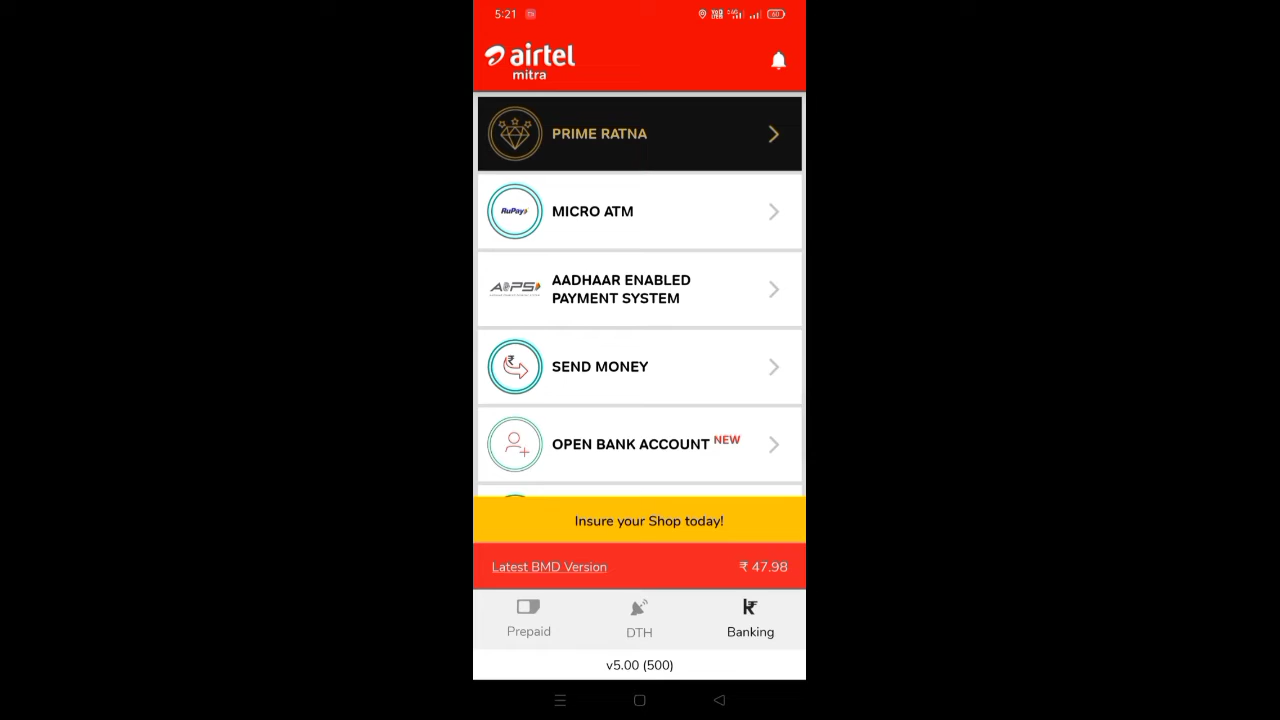 5:21
60
airtel
mitra
PRIME RATNA
RuPay
MICRO ATM
AADHAAR ENABLED
PAYMENT SYSTEM
SEND MONEY
OPEN BANK ACCOUNT NEW
Insure your Shop today!
Latest BMD Version
₹ 47.98
Prepaid
DTH
Banking
v5.00 (500)